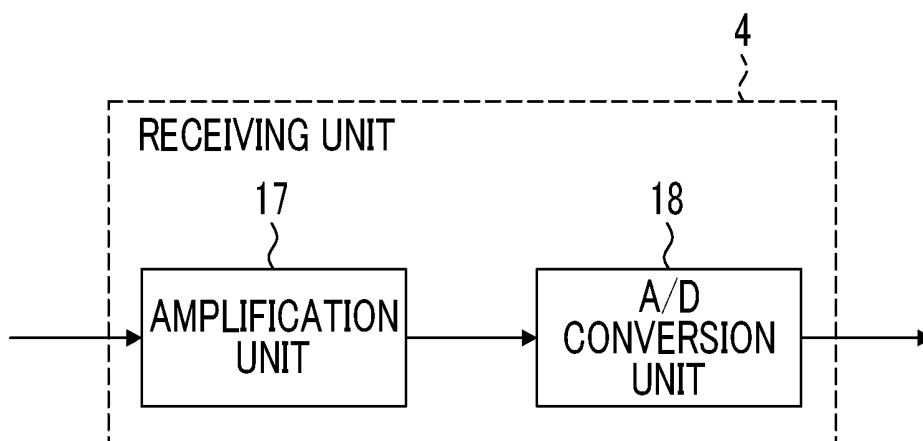 4
RECEIVING UNIT
17
18
AMPLIFICATION
UNIT
A/D
CONVERSION
UNIT